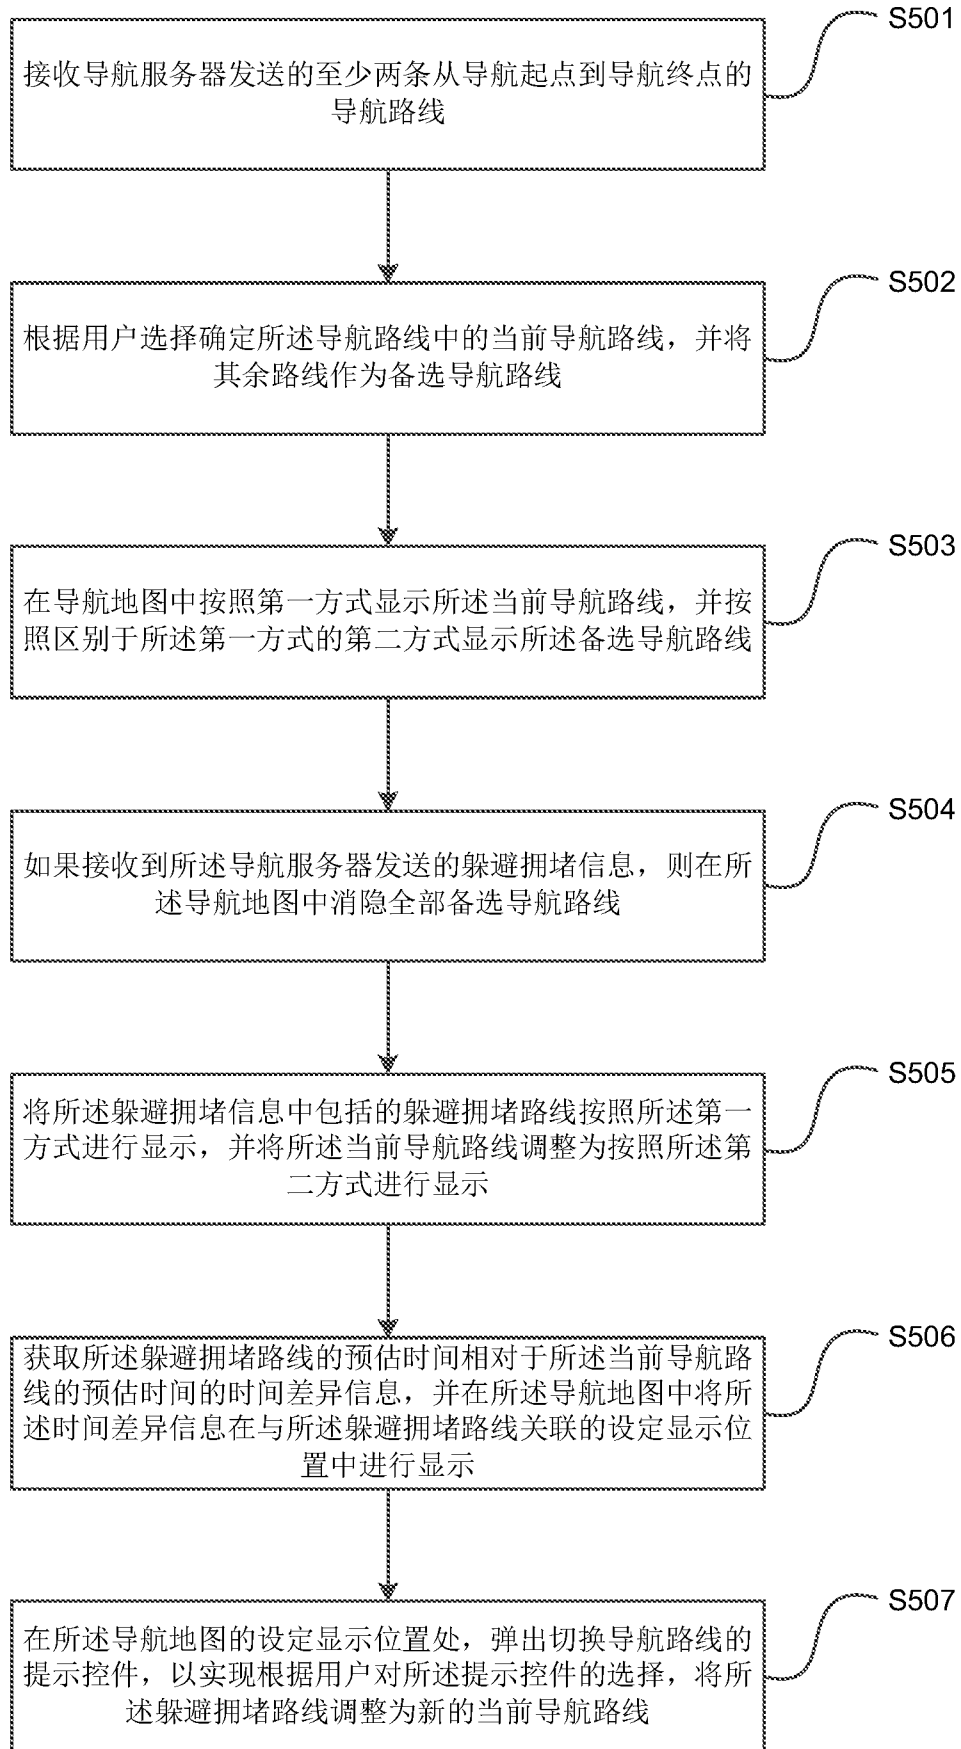 S501
接收导航服务器发送的至少两条从导航起点到导航终点的
导航路线
S502
根据用户选择确定所述导航路线中的当前导航路线，并将
其余路线作为备选导航路线
S503
在导航地图中按照第一方式显示所述当前导航路线，并按
照区别于所述第一方式的第二方式显示所述备选导航路线
S504
如果接收到所述导航服务器发送的躲避拥堵信息，则在所
述导航地图中消隐全部备选导航路线
S505
将所述躲避拥堵信息中包括的躲避拥堵路线按照所述第一
方式进行显示，并将所述当前导航路线调整为按照所述第
二方式进行显示
S506
获取所述躲避拥堵路线的预估时间相对于所述当前导航路
线的预估时间的时间差异信息，并在所述导航地图中将所
述时间差异信息在与所述躲避拥堵路线关联的设定显示位
置中进行显示
S507
在所述导航地图的设定显示位置处，弹出切换导航路线的
提示控件，以实现根据用户对所述提示控件的选择，将所
述躲避拥堵路线调整为新的当前导航路线